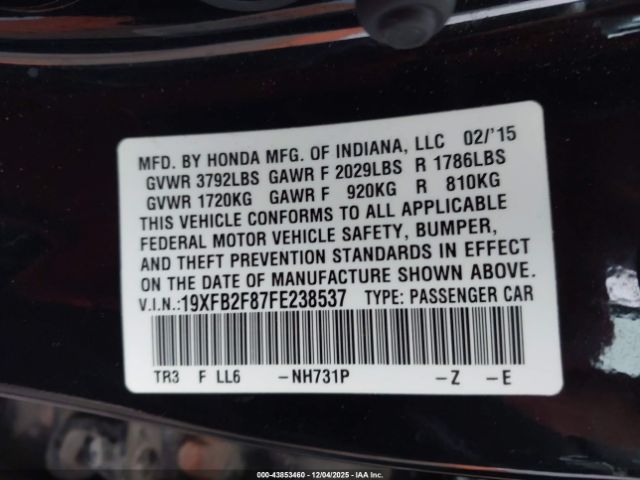 MFD. BY HONDA MFG. OF INDIANA, LLC 02/'15
GVWR 3792LBS GAWR F 2029LBS R 1786LBS
GVWR 1720KG GAWR F 920KG R 810KG
THIS VEHICLE CONFORMS TO ALL APPLICABLE
FEDERAL MOTOR VEHICLE SAFETY, BUMPER,
AND THEFT PREVENTION STANDARDS IN EFFECT
ON THE DATE OF MANUFACTURE SHOWN ABOVE.
V.I.N.:19XFB2F87FE238537 TYPE: PASSENGER CAR
TR3 F LL6 -NH731P -Z -E
000-43853460 - 12/04/2025 - IAA